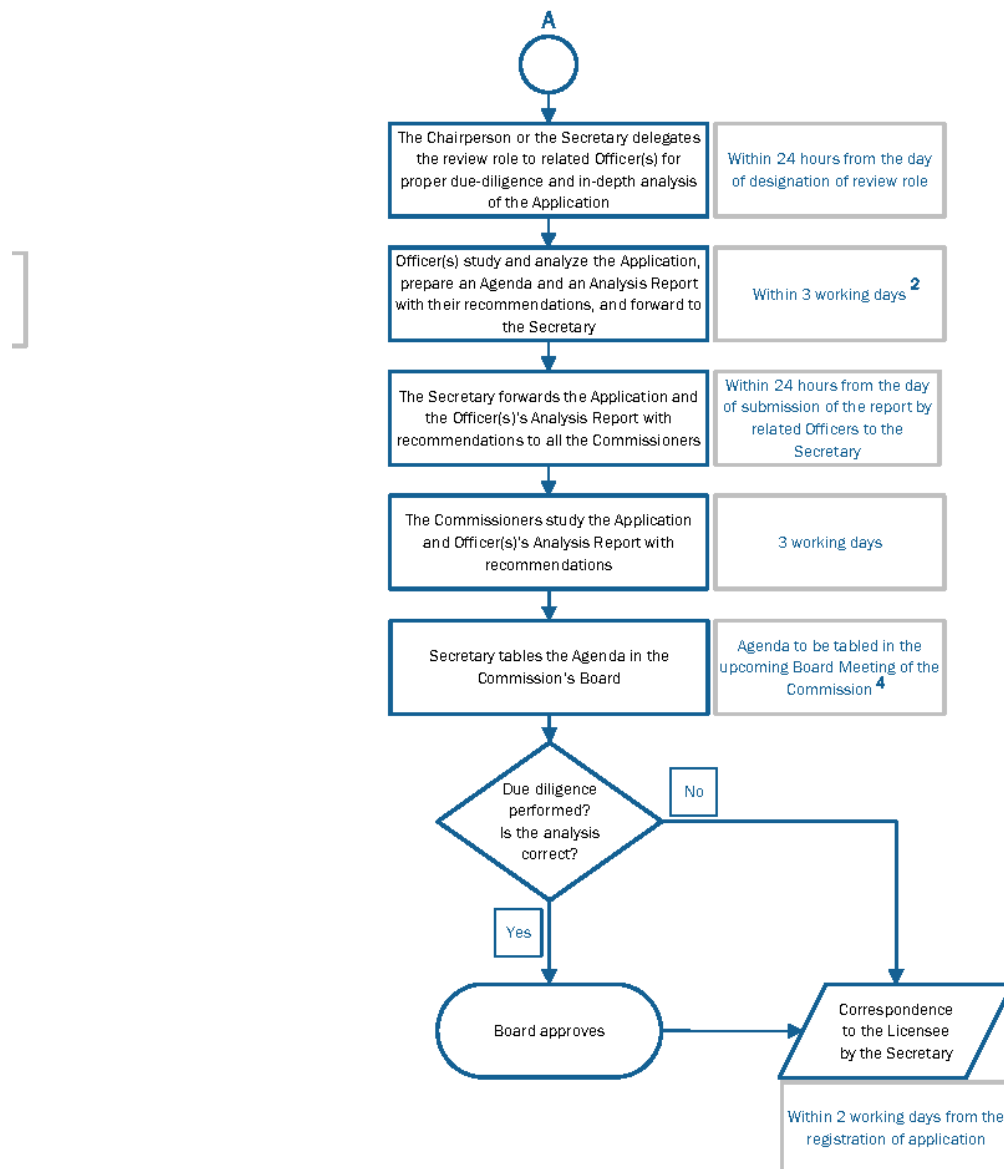 A
The Chairperson or the Secretary delegates
the review role to related Officer(s) for
proper due-diligence and in-depth analysis
of the Application
Within 24 hours from the day
of designation of review role
Officer(s) study and analyze the Application,
prepare an Agenda and an Analysis Report
with their recommendations, and forward to
the Secretary
Within 3 working days 2
The Secretary forwards the Application and
the Officer(s)'s Analysis Report with
recommendations to all the Commissioners
Within 24 hours from the day
of submission of the report by
related Officers to the
Secretary
The Commissioners study the Application
and Officer(s)'s Analysis Report with
recommendations
3 working days
Secretary tables the Agenda in the
Commission's Board
Agenda to be tabled in the
upcoming Board Meeting of the
Commission 4
Due diligence
performed?
Is the analysis
correct?
No
Yes
Board approves
Correspondence
to the Licensee
by the Secretary
Within 2 working days from the
registration of application